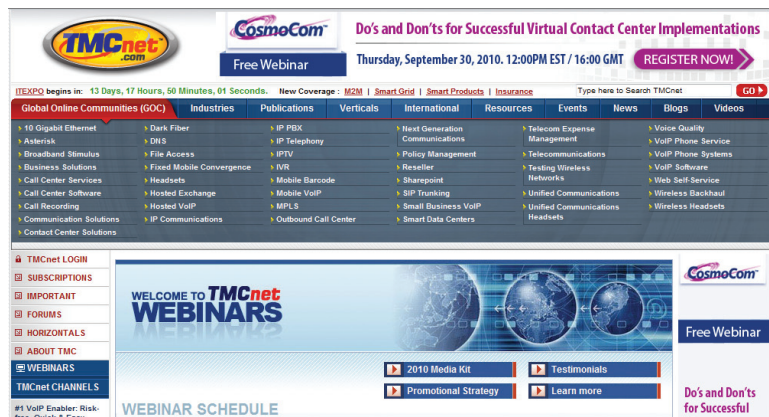 TMCnet
.com
CosmoCom™
Free Webinar
Do's and Don'ts for Successful Virtual Contact Center Implementations
Thursday, September 30, 2010. 12:00PM EST / 16:00 GMT
REGISTER NOW!
ITEXPO begins in: 13 Days, 17 Hours, 50 Minutes, 01 Seconds. New Coverage : M2M | Smart Grid | Smart Products | Insurance
Type here to Search TMCnet
GO
Global Online Communities (GOC) Industries Publications Verticals International Resources Events News Blogs Videos
10 Gigabit Ethernet
Asterisk
Broadband Stimulus
Business Solutions
Call Center Services
Call Center Software
Call Recording
Communication Solutions
Contact Center Solutions
Dark Fiber
DNS
File Access
Fixed Mobile Convergence
Headsets
Hosted Exchange
Hosted VoIP
IP Communications
IP PBX
IP Telephony
IPTV
IVR
Mobile Barcode
Mobile VoIP
MPLS
Outbound Call Center
Next Generation
Communications
Policy Management
Reseller
Sharepoint
SIP Trunking
Small Business VoIP
Smart Data Centers
Telecom Expense
Management
Telecommunications
Testing Wireless
Networks
Unified Communications
Unified Communications
Headsets
Voice Quality
VoIP Phone Service
VoIP Phone Systems
VoIP Software
Web Self-Service
Wireless Backhaul
Wireless Headsets
TMCnet LOGIN
SUBSCRIPTIONS
IMPORTANT
FORUMS
HORIZONTALS
ABOUT TMC
WEBINARS
TMCnet CHANNELS
#1 VoIP Enabler: Risk-
WELCOME TO TMCnet
WEBINARS
2010 Media Kit
Testimonials
Promotional Strategy
Learn more
WEBINAR SCHEDULE
CosmoCom™
Free Webinar
Do's and Don'ts
for Successful